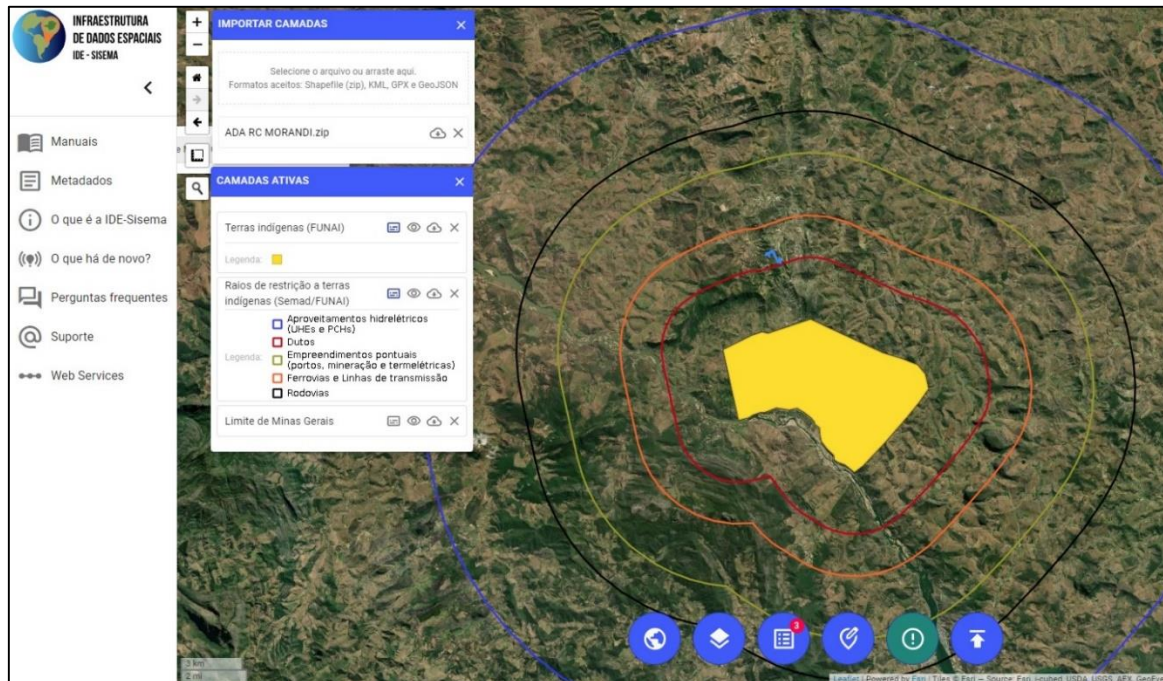 INFRAESTRUTURA
DE DADOS ESPACIAIS
IDE - SISEMA
Manuais
Metadados
O que é a IDE-Sisema
O que há de novo?
Perguntas frequentes
Suporte
Web Services
+
−
IMPORTAR CAMADAS
Selecione o arquivo ou arraste aqui.
Formatos aceitos: Shapefile (zip), KML, GPX e GeoJSON
ADA RC MORANDI.zip
CAMADAS ATIVAS
Terras indígenas (FUNAI)
Legenda:
Raios de restrição a terras
indígenas (Semad/FUNAI)
Legenda:
Aproveitamentos hidrelétricos
(UHEs e PCHs)
Dutos
Empreendimentos pontuais
(portos, mineração e termelétricas)
Ferrovias e Linhas de transmissão
Rodovias
Limite de Minas Gerais
3
3 km
2 mi
Leaflet | Powered by Esri | Tiles © Esri — Source: Esri, i-cubed, USDA, USGS, AEX, GeoEye